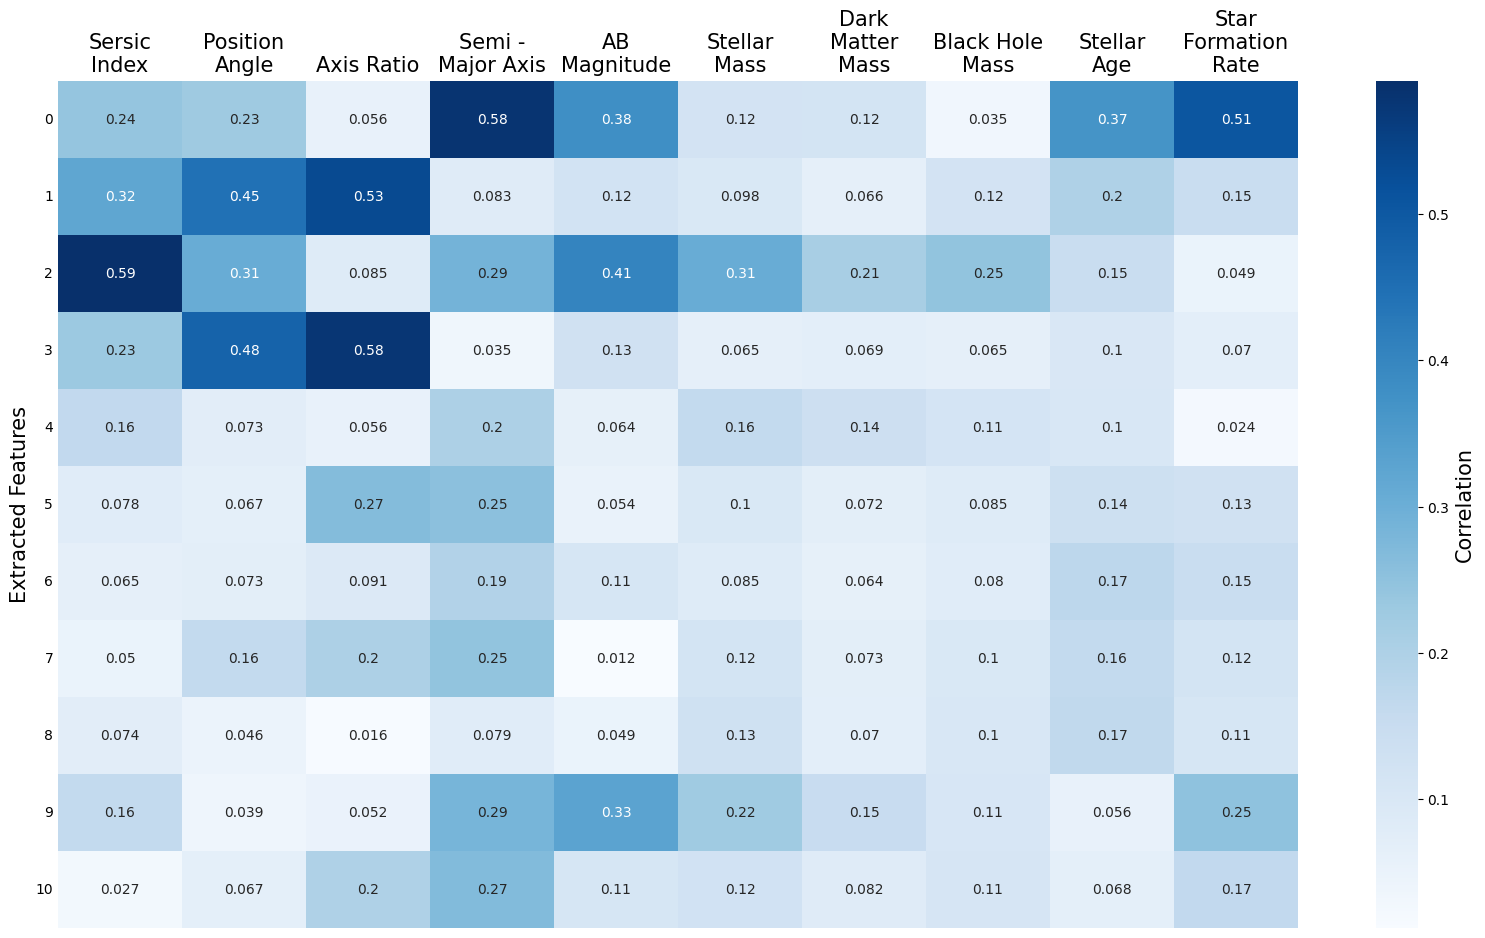 Sersic Index
Position Angle
Axis Ratio
Semi - Major Axis
AB Magnitude
Stellar Mass
Dark Matter Mass
Black Hole Mass
Stellar Age
Star Formation Rate
Extracted Features
0 0.24 0.23 0.056 0.58 0.38 0.12 0.12 0.035 0.37 0.51
1 0.32 0.45 0.53 0.083 0.12 0.098 0.066 0.12 0.2 0.15
2 0.59 0.31 0.085 0.29 0.41 0.31 0.21 0.25 0.15 0.049
3 0.23 0.48 0.58 0.035 0.13 0.065 0.069 0.065 0.1 0.07
4 0.16 0.073 0.056 0.2 0.064 0.16 0.14 0.11 0.1 0.024
5 0.078 0.067 0.27 0.25 0.054 0.1 0.072 0.085 0.14 0.13
6 0.065 0.073 0.091 0.19 0.11 0.085 0.064 0.08 0.17 0.15
7 0.05 0.16 0.2 0.25 0.012 0.12 0.073 0.1 0.16 0.12
8 0.074 0.046 0.016 0.079 0.049 0.13 0.07 0.1 0.17 0.11
9 0.16 0.039 0.052 0.29 0.33 0.22 0.15 0.11 0.056 0.25
10 0.027 0.067 0.2 0.27 0.11 0.12 0.082 0.11 0.068 0.17
0.5
0.4
0.3
0.2
0.1
Correlation